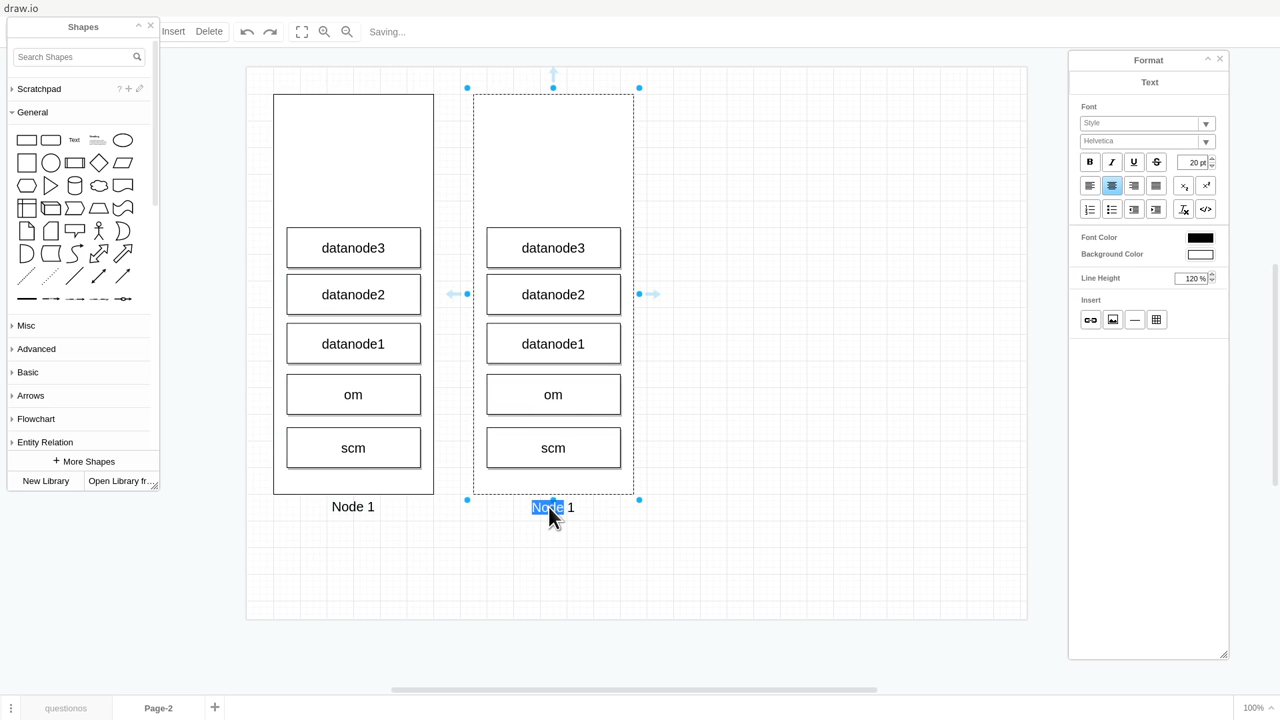 draw.io
Shapes
Insert
Delete
Saving...
Search Shapes
Scratchpad
?
General
Text
Misc
Advanced
Basic
Arrows
Flowchart
Entity Relation
+ More Shapes
New Library
Open Library fr...
datanode3
datanode2
datanode1
om
scm
Node 1
datanode3
datanode2
datanode1
om
scm
Node 1
Format
Text
Font
Style
Helvetica
B
I
U
S
20 pt
Font Color
Background Color
Line Height
120 %
Insert
questionos
Page-2
100%